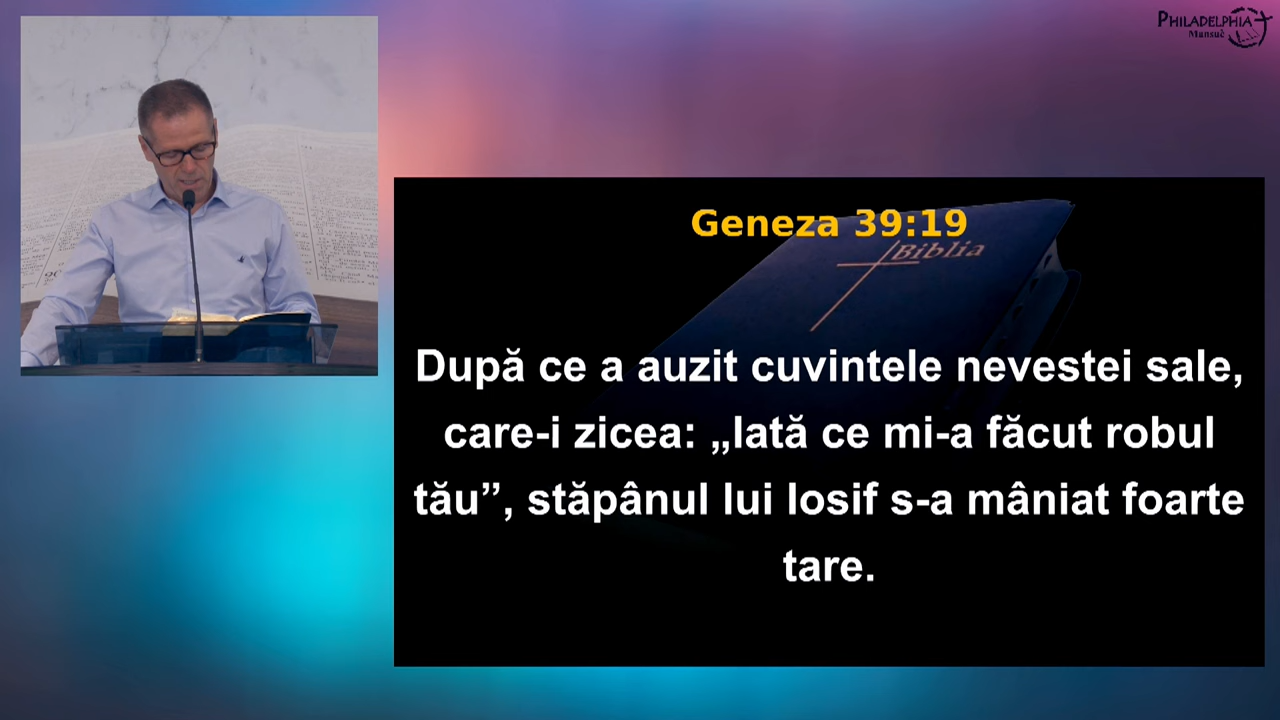 PHILADELPHIA
Mansuè
Geneza 39:19
Biblia
După ce a auzit cuvintele nevestei sale,
care-i zicea: „Iată ce mi-a făcut robul
tău”, stăpânul lui Iosif s-a mâniat foarte
tare.